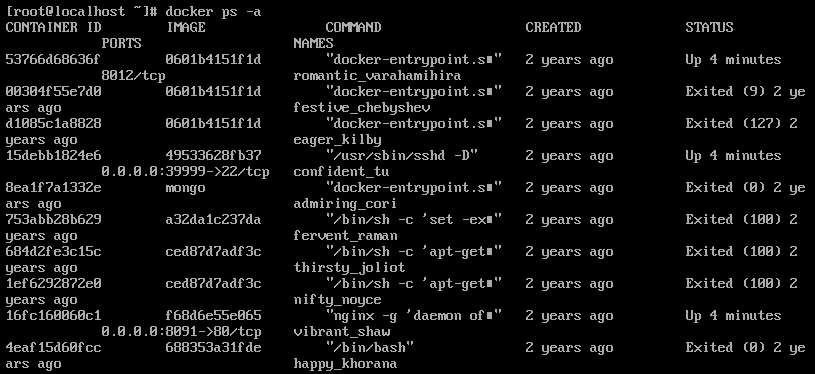 [root@localhost ~]# docker ps -a
CONTAINER ID IMAGE COMMAND CREATED STATUS
PORTS NAMES
53766d68636f 0601b4151f1d "docker-entrypoint.s■" 2 years ago Up 4 minutes
8012/tcp romantic_varahamihira
00304f55e7d0 0601b4151f1d "docker-entrypoint.s■" 2 years ago Exited (9) 2 ye
ars ago festive_chebyshev
d1085c1a8828 0601b4151f1d "docker-entrypoint.s■" 2 years ago Exited (127) 2
years ago eager_kilby
15debb1824e6 49533628fb37 "/usr/sbin/sshd -D" 2 years ago Up 4 minutes
0.0.0.0:39999->22/tcp confident_tu
8ea1f7a1332e mongo "docker-entrypoint.s■" 2 years ago Exited (0) 2 ye
ars ago admiring_cori
753abb28b629 a32da1c237da "/bin/sh -c 'set -ex■" 2 years ago Exited (100) 2
years ago fervent_raman
684d2fe3c15c ced87d7adf3c "/bin/sh -c 'apt-get■" 2 years ago Exited (100) 2
years ago thirsty_joliot
1ef6292872e0 ced87d7adf3c "/bin/sh -c 'apt-get■" 2 years ago Exited (100) 2
years ago nifty_noyce
16fc160060c1 f68d6e55e065 "nginx -g 'daemon of■" 2 years ago Up 4 minutes
0.0.0.0:8091->80/tcp vibrant_shaw
4eaf15d60fcc 688353a31fde "/bin/bash" 2 years ago Exited (0) 2 ye
ars ago happy_khorana